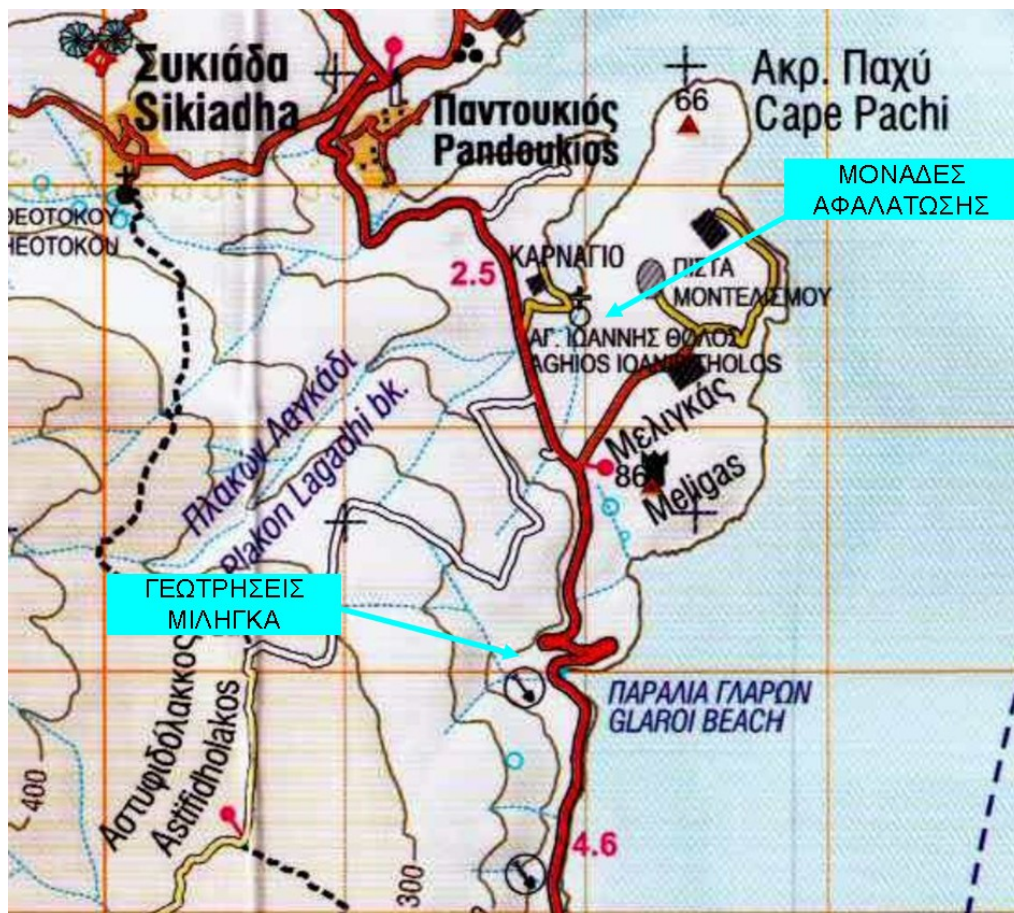 Συκιάδα
Sikiadha
Παντουκιός
Pandoukios
66
Ακρ. Παχύ
Cape Pachi
ΜΟΝΑΔΕΣ
ΑΦΑΛΑΤΩΣΗΣ
ΘΕΟΤΟΚΟΥ
HEOTOKOU
2.5
ΚΑΡΝΑΓΙΟ
ΠΙΣΤΑ
ΜΟΝΤΕΛΙΣΜΟΥ
ΑΓ. ΙΩΑΝΝΗΣ ΘΟΛΟΣ
AGHIOS IOANNIS THOLOS
Πλάκων Λαγκάδι
Plakon Lagadhi bk.
Μελιγκάς
86
Meligas
ΓΕΩΤΡΗΣΕΙΣ
ΜΙΛΗΓΚΑ
ΠΑΡΑΛΙΑ ΓΛΑΡΩΝ
GLAROI BEACH
Αστυφιδόλακκος
Astifidholakos
400
300
4.6